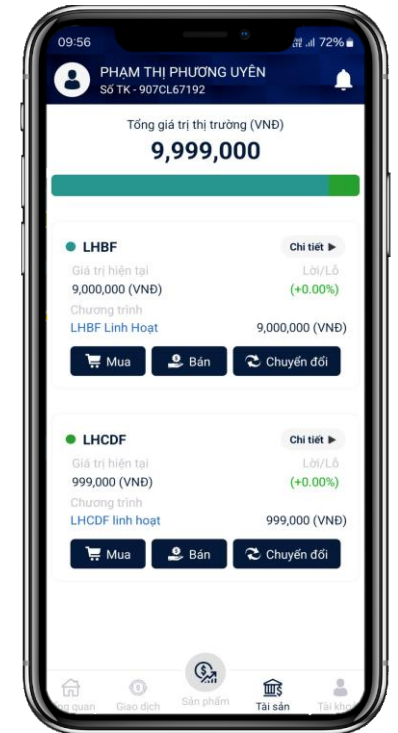 09:56 72%
PHẠM THỊ PHƯƠNG UYÊN
Số TK - 907CL67192
Tổng giá trị thị trường (VNĐ)
9,999,000
LHBF Chi tiết ▶
Giá trị hiện tại Lời/Lỗ
9,000,000 (VNĐ) (+0.00%)
Chương trình
LHBF Linh Hoạt 9,000,000 (VNĐ)
Mua Bán Chuyển đổi
LHCDF Chi tiết ▶
Giá trị hiện tại Lời/Lỗ
999,000 (VNĐ) (+0.00%)
Chương trình
LHCDF linh hoạt 999,000 (VNĐ)
Mua Bán Chuyển đổi
quan Giao dịch Sản phẩm Tài sản Tài